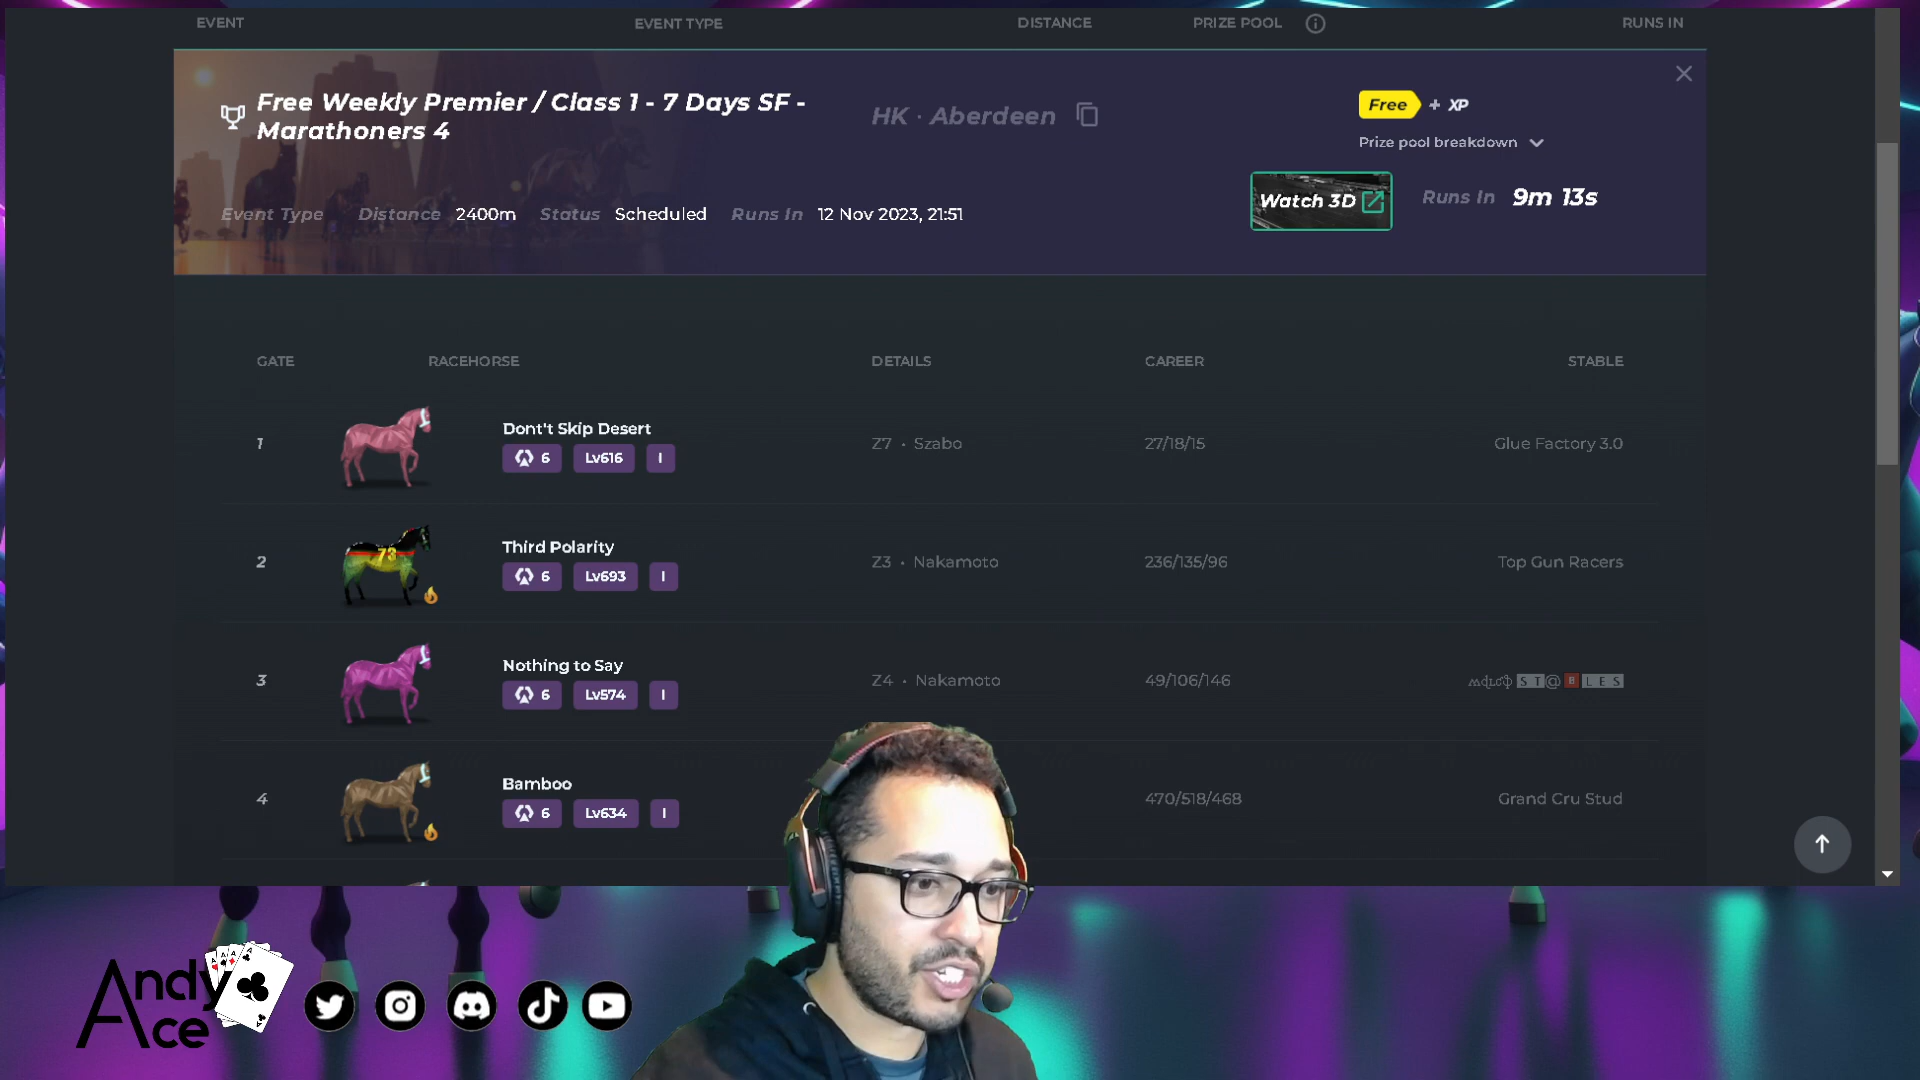 EVENT EVENT TYPE DISTANCE PRIZE POOL RUNS IN
Free Weekly Premier / Class 1 - 7 Days SF -
Marathoners 4
HK · Aberdeen
Free + XP
Prize pool breakdown
Event Type Distance 2400m Status Scheduled Runs In 12 Nov 2023, 21:51
Watch 3D
Runs In 9m 13s
GATE RACEHORSE DETAILS CAREER STABLE
1 Dont't Skip Desert Z7 · Szabo 27/18/15 Glue Factory 3.0
6 Lv616 I
2 Third Polarity Z3 · Nakamoto 236/135/96 Top Gun Racers
73
6 Lv693 I
3 Nothing to Say Z4 · Nakamoto 49/106/146 ST@BLES
6 Lv574 I
4 Bamboo 470/518/468 Grand Cru Stud
6 Lv634 I
Andy
Ace